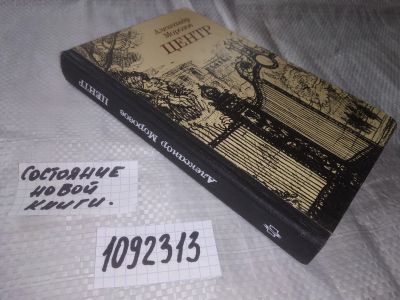 Александр
Морозов
ЦЕНТР
Александр Морозов ЦЕНТР
СОСТОЯНИЕ
НОВОЙ
КНИГИ.
1092313